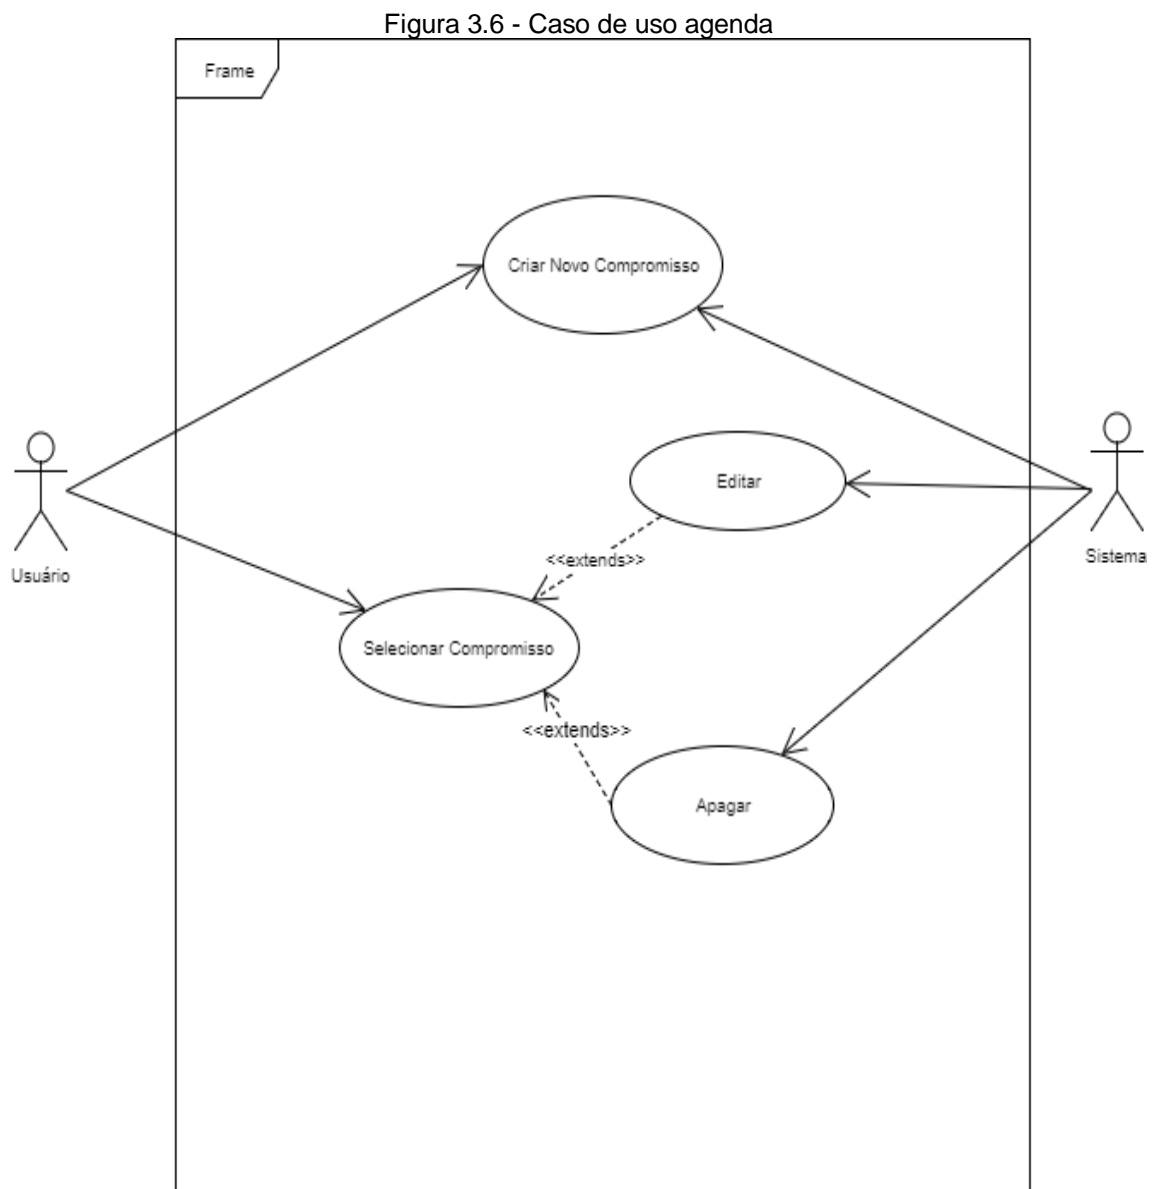 Figura 3.6 - Caso de uso agenda
Frame
Criar Novo Compromisso
Editar
<<extends>>
Sistema
Usuário
Selecionar Compromisso
<<extends>>
Apagar